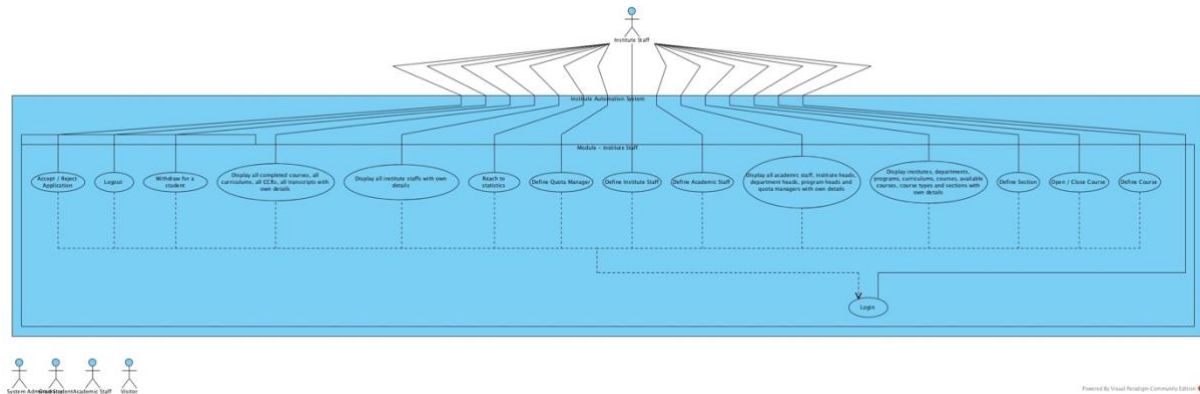 Institute Staff
Institute Automation System
Module - Institute Staff
Accept / Reject
Application
Logout
Withdraw for a
student
Display all completed courses, all
curriculums, all CCRs, all transcripts with
own details
Display all institute staffs with own
details
Reach to
statistics
Define Quota Manager
Define Institute Staff
Define Academic Staff
Display all academic staff, institute heads,
department heads, program heads and
quota managers with own details
Display institutes, departments,
programs, curriculums, courses, available
courses, course types and sections with
own details
Define Section
Open / Close Course
Define Course
Login
System Student Academic Staff Visitor
Powered By Visual Paradigm Community Edition